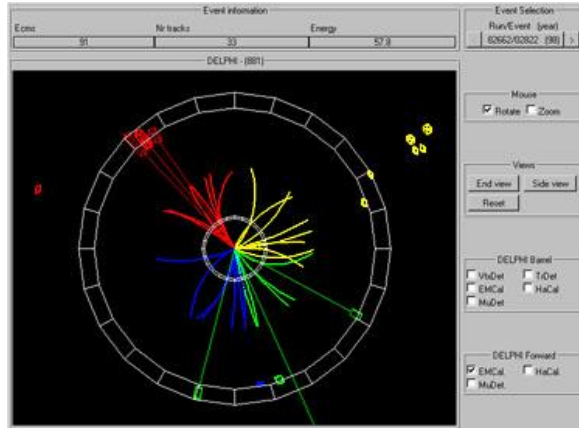 Event information
Ecms Nr tracks Energy
91 33 57.8
DELPHI - (881)
Event Selection
Run/Event (year)
82662/02822 (98) >
Mouse
Rotate Zoom
Views
End view Side view
Reset
DELPHI Barrel
VtxDet TrDet
EMCal HaCal
MuDet
DELPHI Forward
EMCal HaCal
MuDet